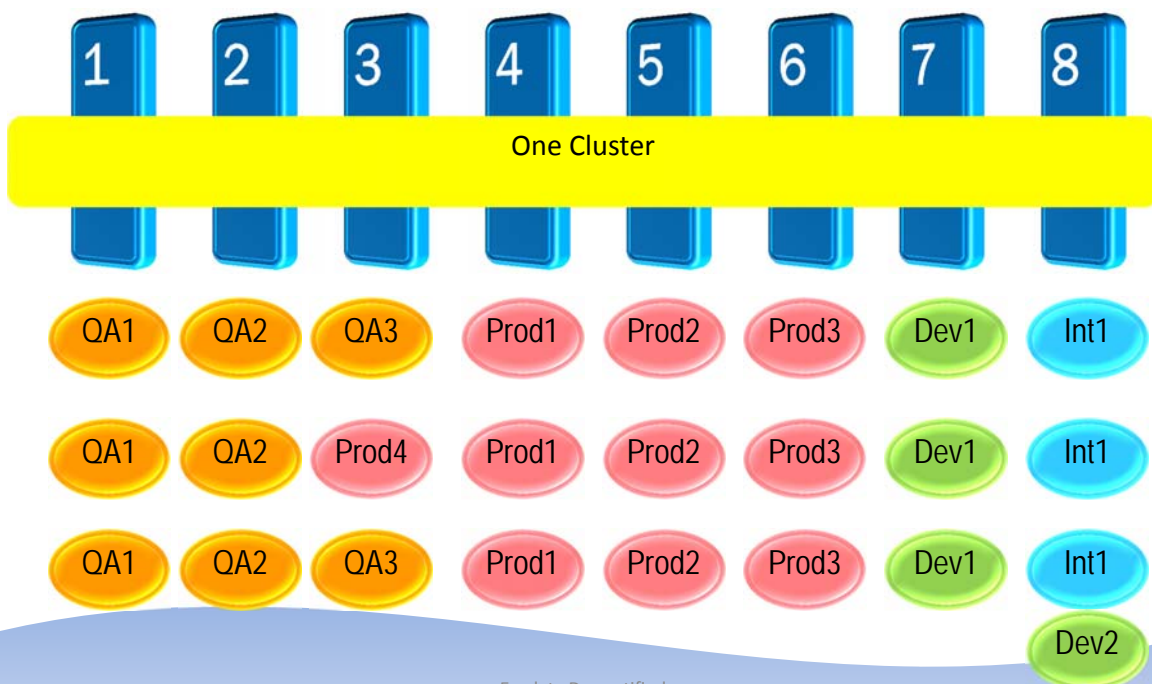 1 2 3 4 5 6 7 8
One Cluster
QA1 QA2 QA3 Prod1 Prod2 Prod3 Dev1 Int1
QA1 QA2 Prod4 Prod1 Prod2 Prod3 Dev1 Int1
QA1 QA2 QA3 Prod1 Prod2 Prod3 Dev1 Int1
Dev2